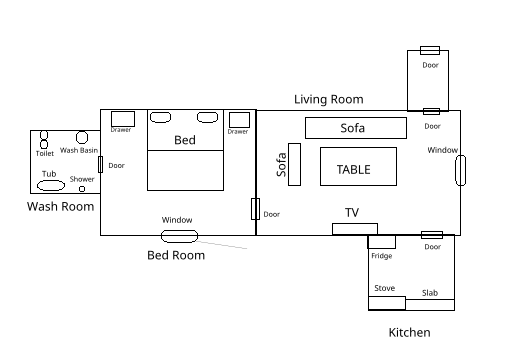 Door
Living Room
Drawer
Drawer
Door
Sofa
Bed
Toilet
Wash Basin
Window
Sofa
Door
TABLE
Tub
Shower
Wash Room
TV
Door
Window
Door
Bed Room
Fridge
Stove
Slab
Kitchen